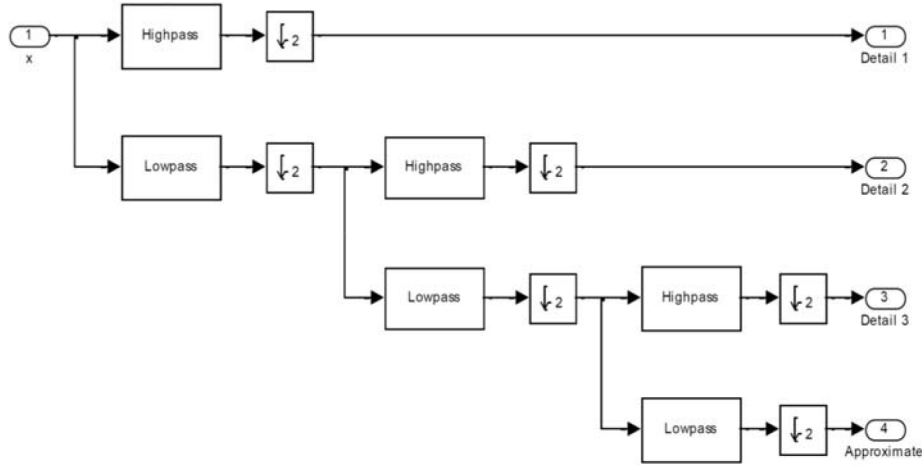 1
x
Highpass
2
1
Detail 1
Lowpass
2
Highpass
2
2
Detail 2
Lowpass
2
Highpass
2
3
Detail 3
Lowpass
2
4
Approximate